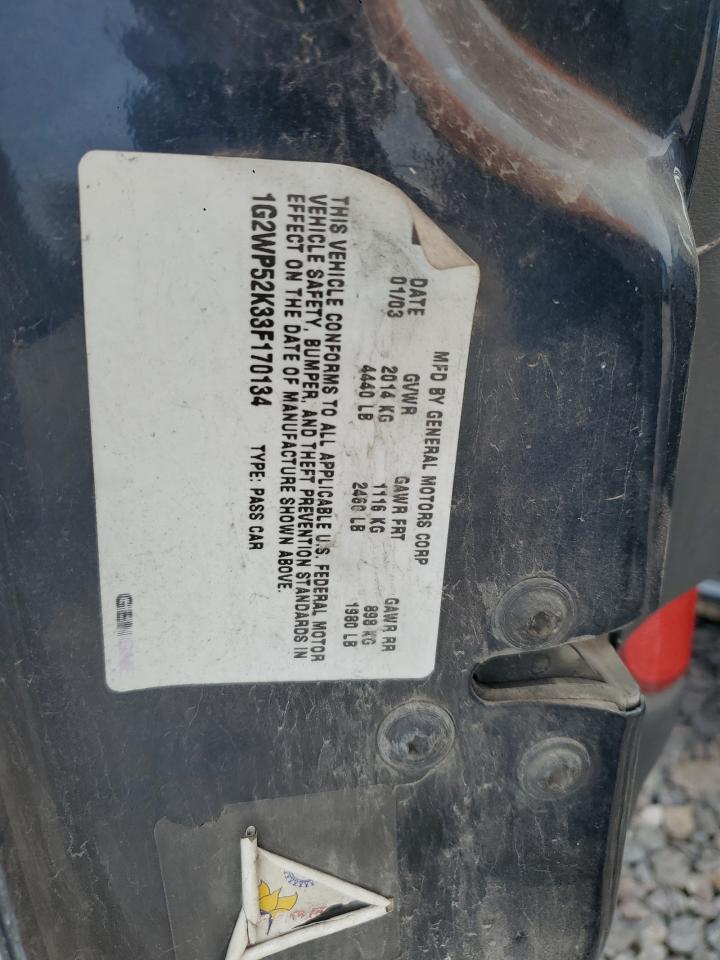 MFD BY GENERAL MOTORS CORP
DATE GVWR GAWR FRT GAWR RR
01/03 2014 KG 1116 KG 898 KG
4440 LB 2460 LB 1980 LB
THIS VEHICLE CONFORMS TO ALL APPLICABLE U.S. FEDERAL MOTOR
VEHICLE SAFETY, BUMPER, AND THEFT PREVENTION STANDARDS IN
EFFECT ON THE DATE OF MANUFACTURE SHOWN ABOVE.
1G2WP52K33F170134 TYPE: PASS CAR